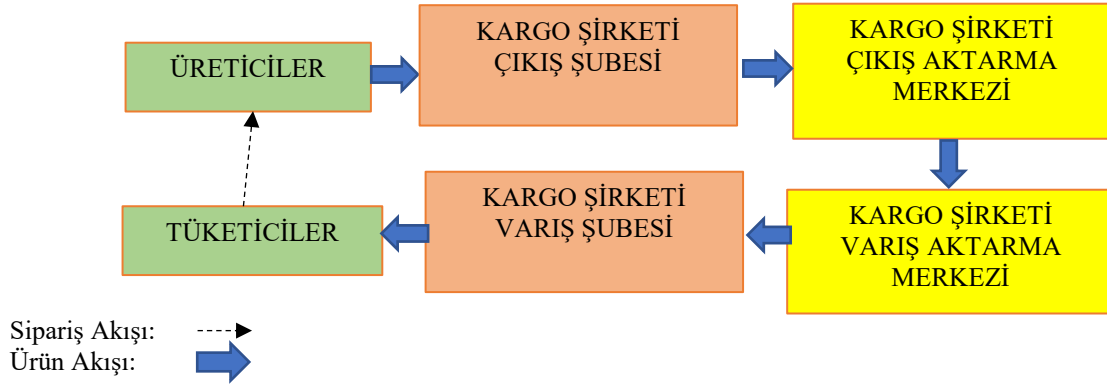 ÜRETİCİLER
KARGO ŞİRKETİ
ÇIKIŞ ŞUBESİ
KARGO ŞİRKETİ
ÇIKIŞ AKTARMA
MERKEZİ
TÜKETİCİLER
KARGO ŞİRKETİ
VARIŞ ŞUBESİ
KARGO ŞİRKETİ
VARIŞ AKTARMA
MERKEZİ
Sipariş Akışı:
Ürün Akışı: